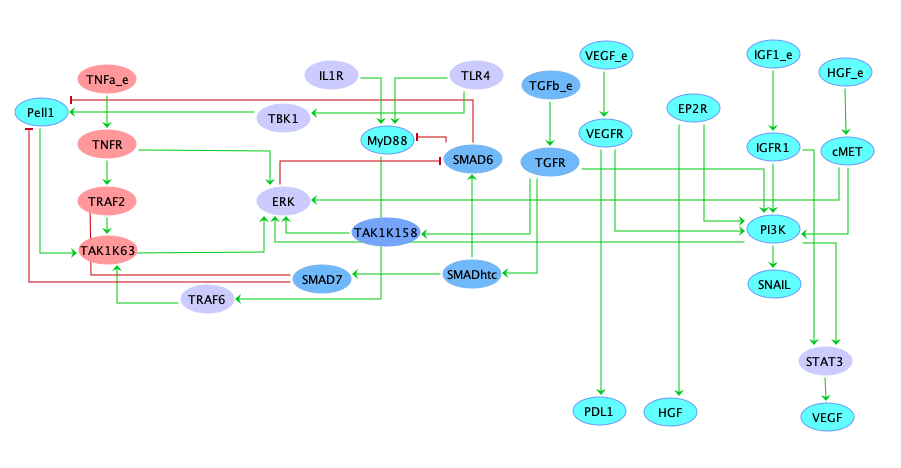 VEGF_e
IGF1_e
TNFa_e
IL1R
TLR4
TGFb_e
HGF_e
Pell1
TBK1
EP2R
MyD88
VEGFR
TNFR
SMAD6
TGFR
IGFR1
cMET
TRAF2
ERK
TAK1K158
PI3K
TAK1K63
SMAD7
SMADhtc
SNAIL
TRAF6
STAT3
PDL1
HGF
VEGF